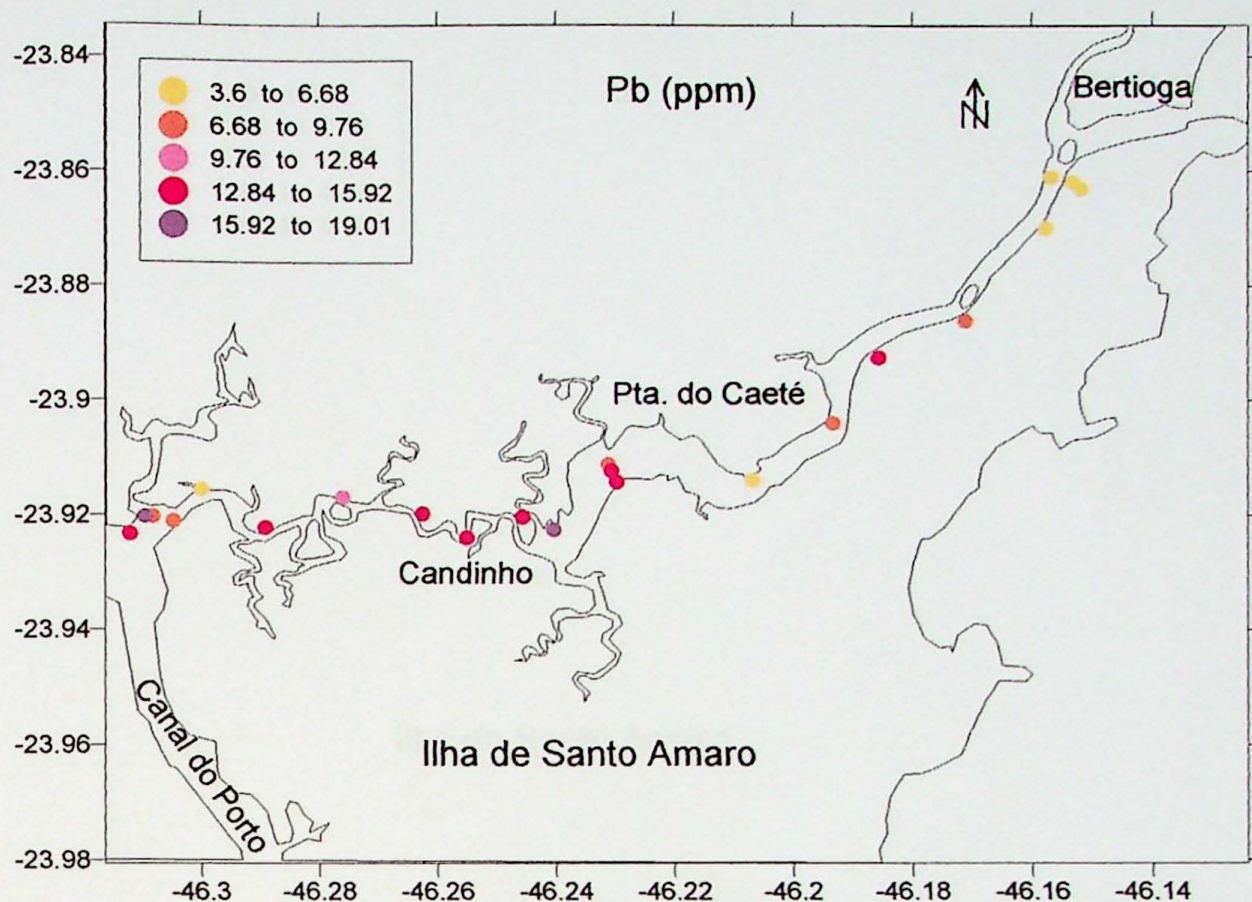 Pb (ppm)
N
Bertioga
3.6 to 6.68
6.68 to 9.76
9.76 to 12.84
12.84 to 15.92
15.92 to 19.01
Pta. do Caeté
Candinho
Ilha de Santo Amaro
Canal do Porto
-23.84
-23.86
-23.88
-23.9
-23.92
-23.94
-23.96
-23.98
-46.3 -46.28 -46.26 -46.24 -46.22 -46.2 -46.18 -46.16 -46.14